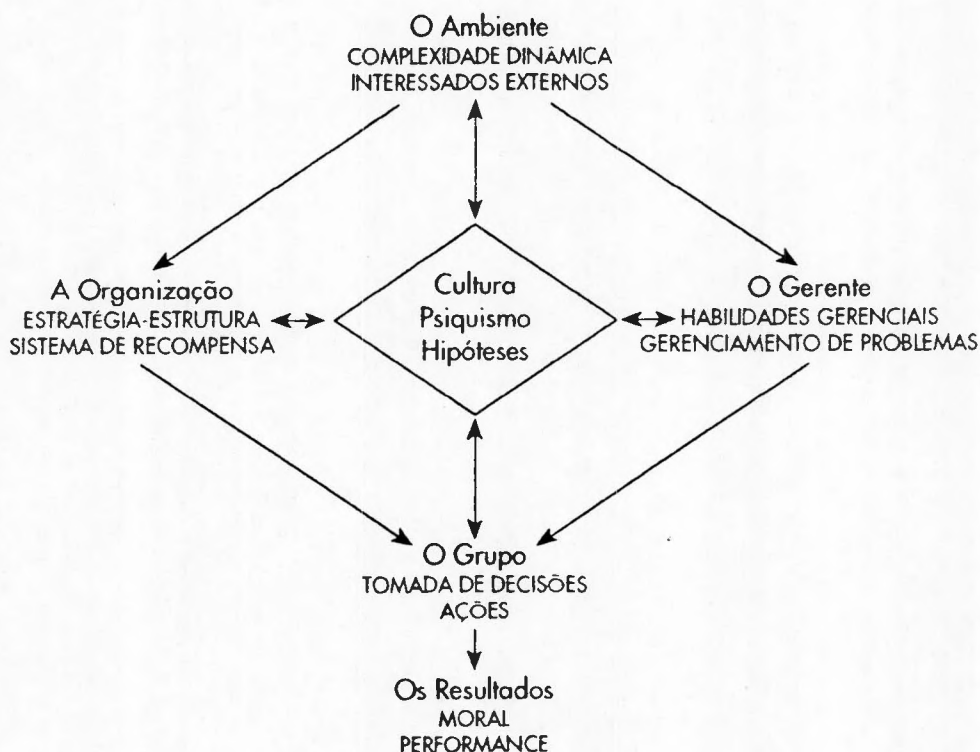 O Ambiente
COMPLEXIDADE DINÂMICA
INTERESSADOS EXTERNOS
A Organização
ESTRATÉGIA-ESTRUTURA
SISTEMA DE RECOMPENSA
Cultura
Psiquismo
Hipóteses
O Gerente
HABILIDADES GERENCIAIS
GERENCIAMENTO DE PROBLEMAS
O Grupo
TOMADA DE DECISÕES
AÇÕES
Os Resultados
MORAL
PERFORMANCE